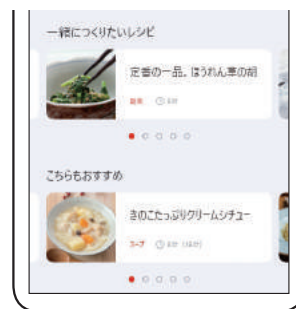 一緒につくりたいレシピ
定番の一品。ほうれん草の胡
副菜
こちらもおすすめ
きのこたっぷりクリームシチュー
スープ